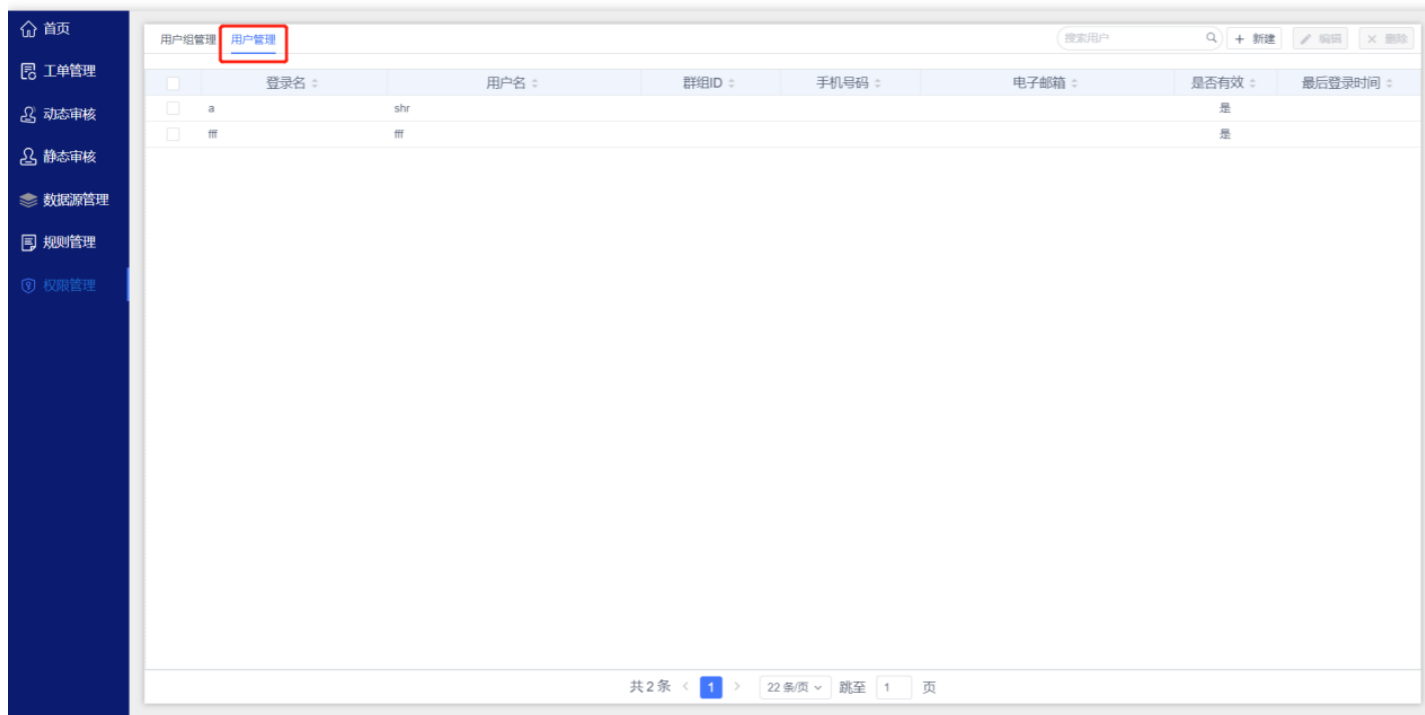 首页
工单管理
动态审核
静态审核
数据源管理
规则管理
权限管理
用户组管理 用户管理 搜索用户 新建 编辑 删除
登录名 用户名 群组ID 手机号码 电子邮箱 是否有效 最后登录时间
a shr 是
fff fff 是
共2条 1 22 条/页 跳至 1 页